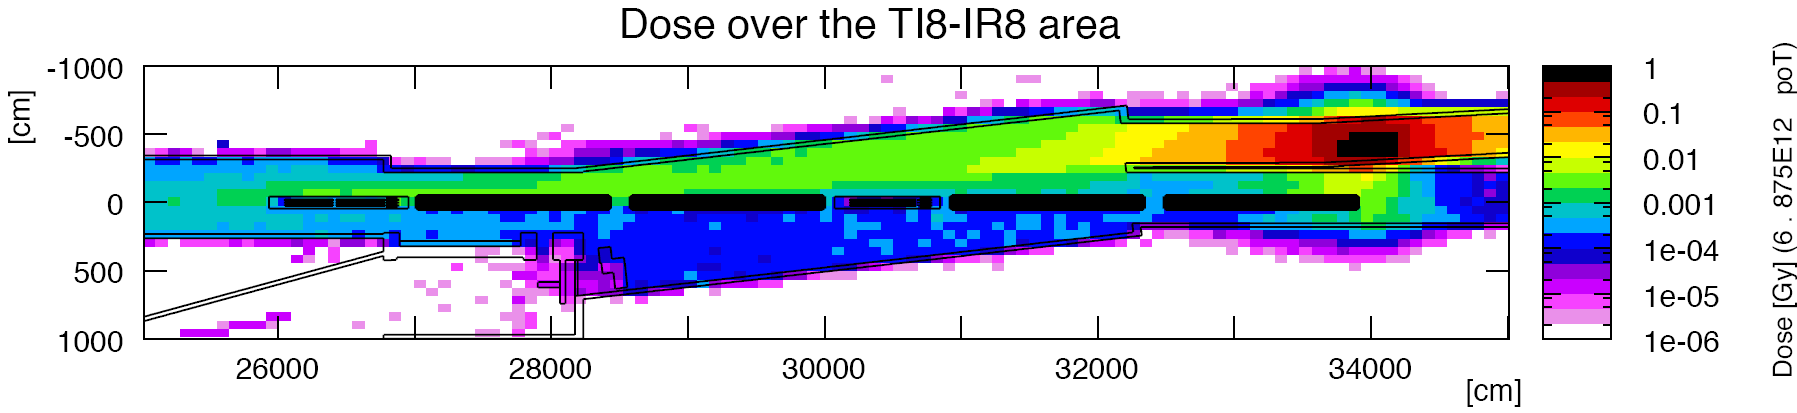 Dose over the TI8-IR8 area
-1000
-500
0
500
1000
[cm]
26000
28000
30000
32000
34000
[cm]
1
0.1
0.01
0.001
1e-04
1e-05
1e-06
Dose [Gy] (6 . 875E12 poT)